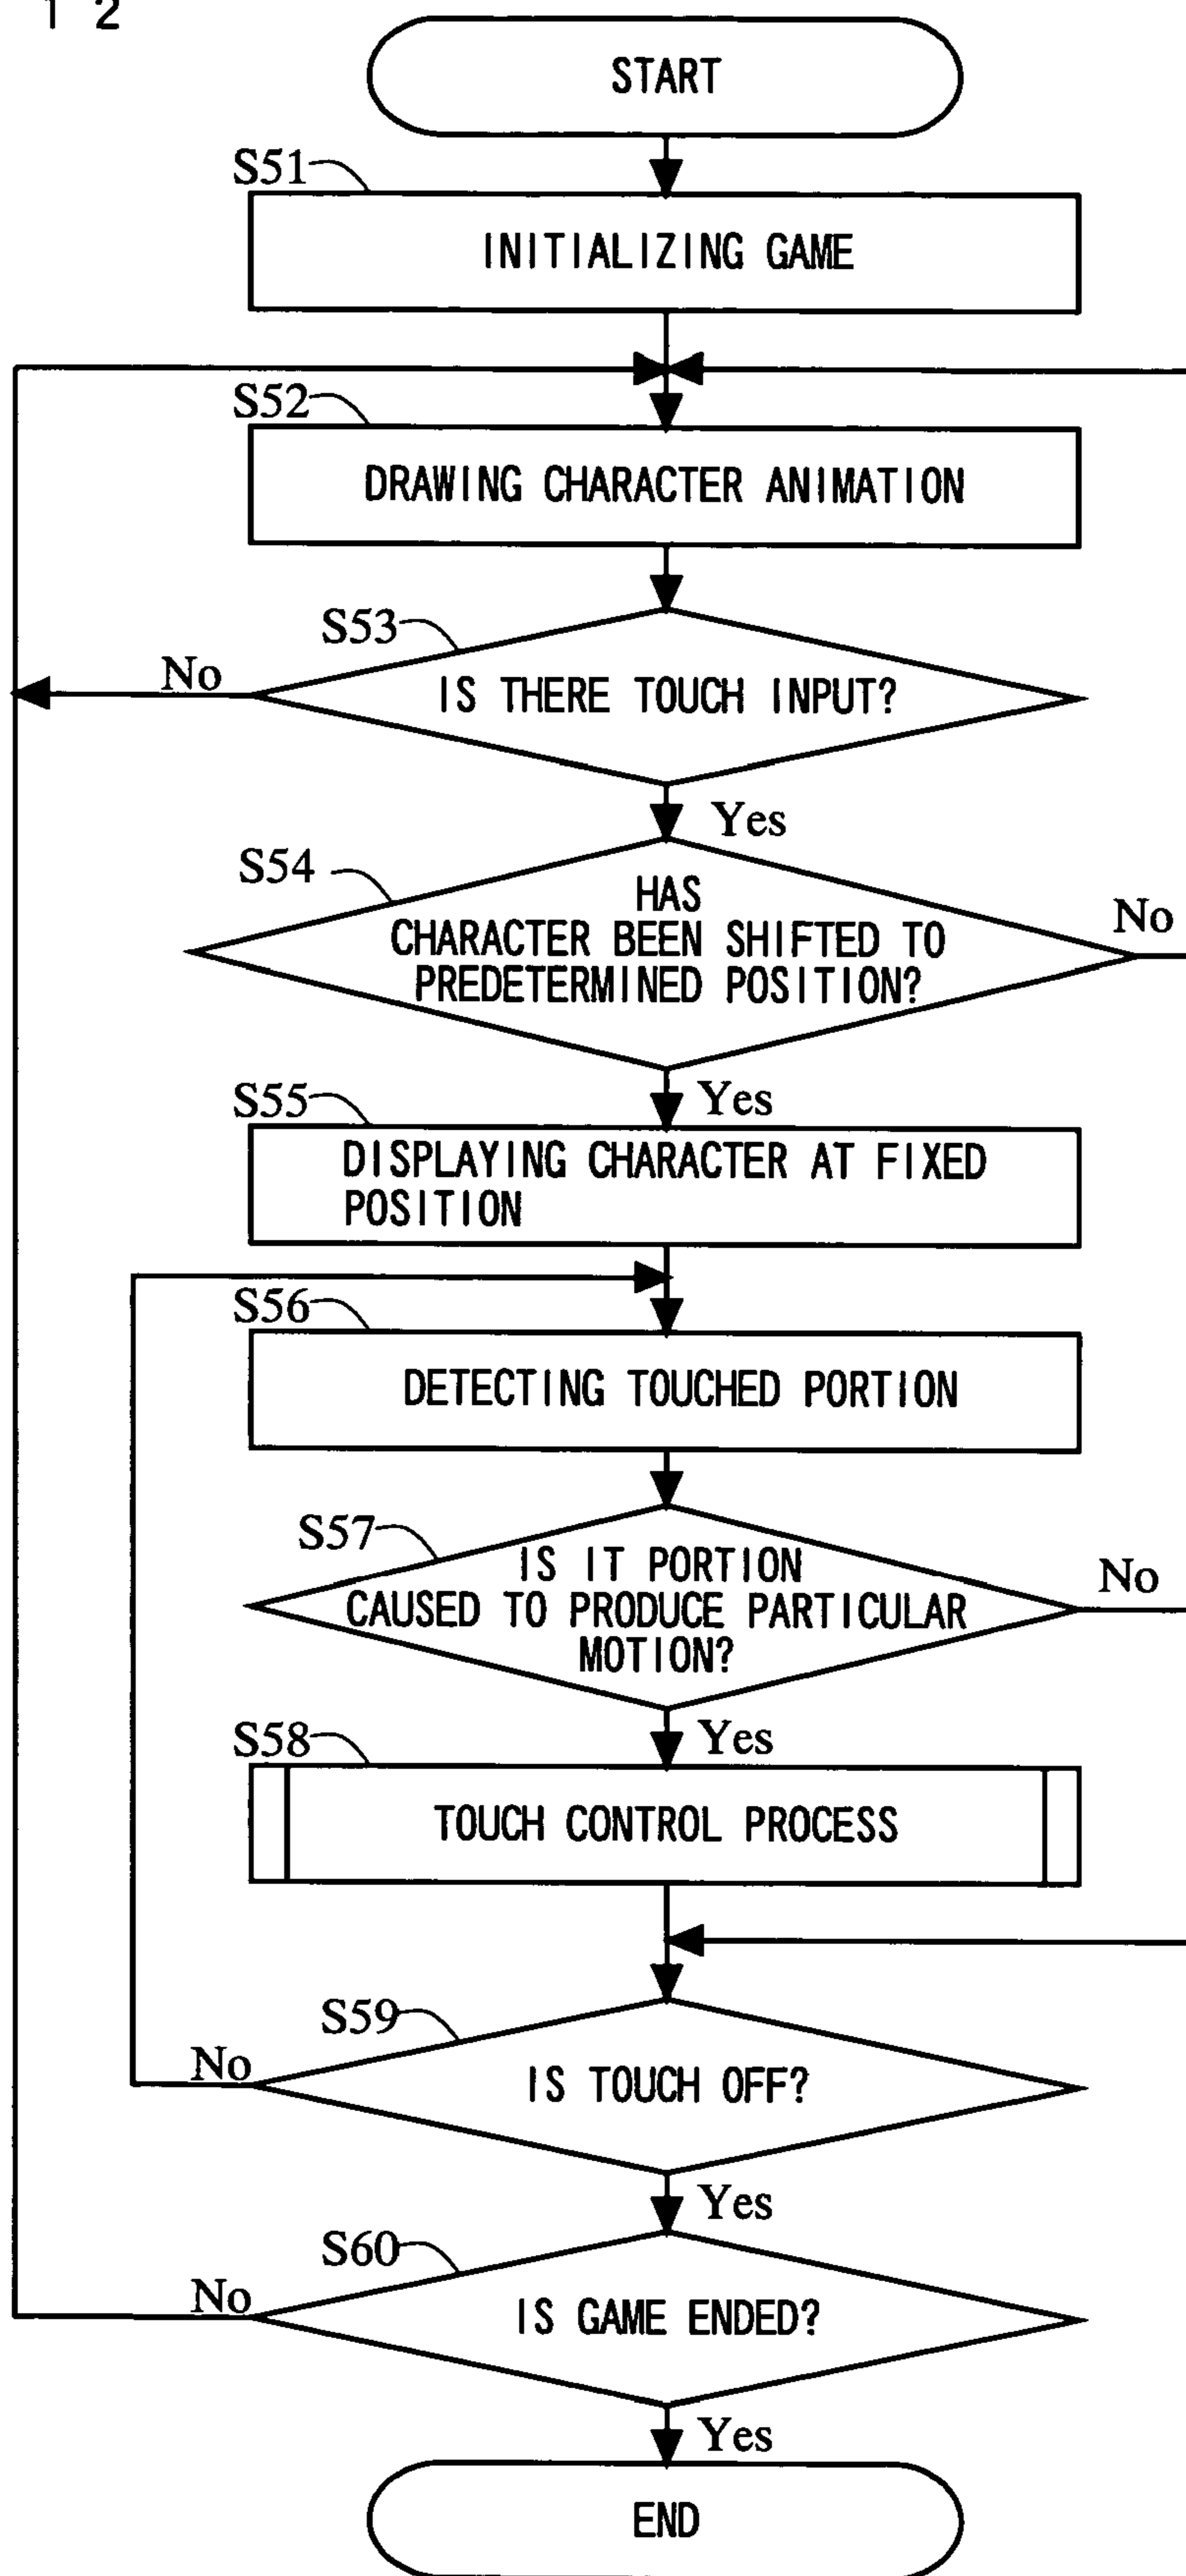 1 2
START
S51
INITIALIZING GAME
S52
DRAWING CHARACTER ANIMATION
S53
No
IS THERE TOUCH INPUT?
Yes
S54
HAS
CHARACTER BEEN SHIFTED TO
PREDETERMINED POSITION?
No
Yes
S55
DISPLAYING CHARACTER AT FIXED
POSITION
S56
DETECTING TOUCHED PORTION
S57
IS IT PORTION
CAUSED TO PRODUCE PARTICULAR
MOTION?
No
Yes
S58
TOUCH CONTROL PROCESS
S59
No
IS TOUCH OFF?
Yes
S60
No
IS GAME ENDED?
Yes
END